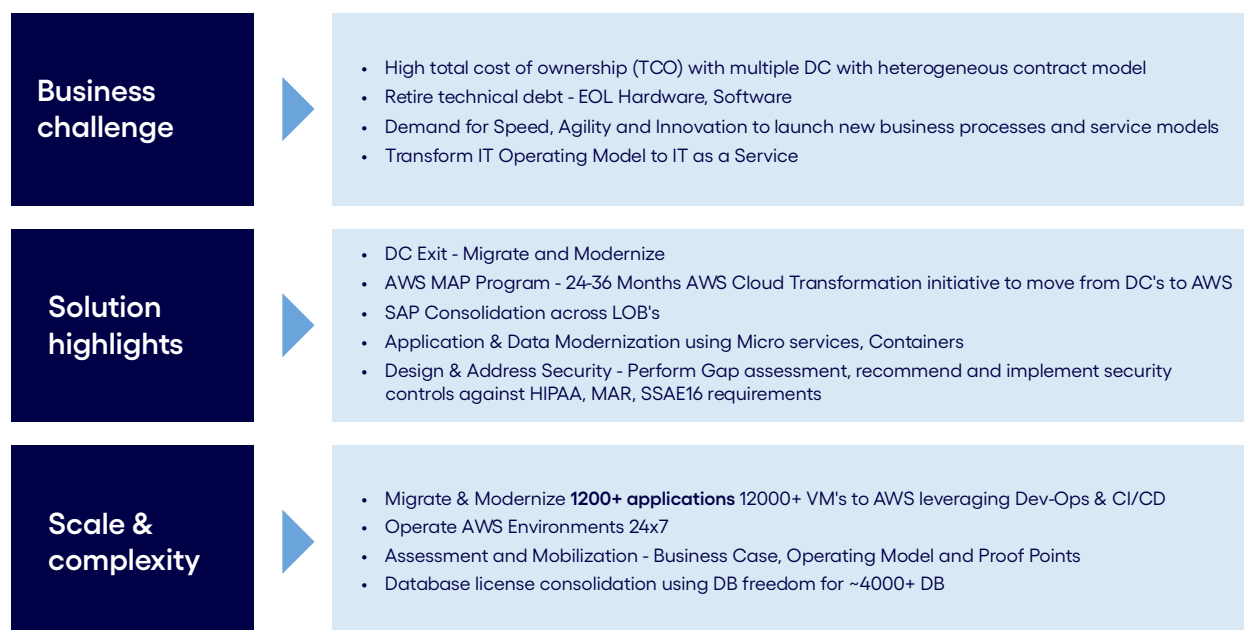 Business
challenge
• High total cost of ownership (TCO) with multiple DC with heterogeneous contract model
• Retire technical debt - EOL Hardware, Software
• Demand for Speed, Agility and Innovation to launch new business processes and service models
• Transform IT Operating Model to IT as a Service
Solution
highlights
• DC Exit - Migrate and Modernize
• AWS MAP Program - 24-36 Months AWS Cloud Transformation initiative to move from DC's to AWS
• SAP Consolidation across LOB's
• Application & Data Modernization using Micro services, Containers
• Design & Address Security - Perform Gap assessment, recommend and implement security
controls against HIPAA, MAR, SSAE16 requirements
Scale &
complexity
• Migrate & Modernize 1200+ applications 12000+ VM's to AWS leveraging Dev-Ops & CI/CD
• Operate AWS Environments 24x7
• Assessment and Mobilization - Business Case, Operating Model and Proof Points
• Database license consolidation using DB freedom for ~4000+ DB